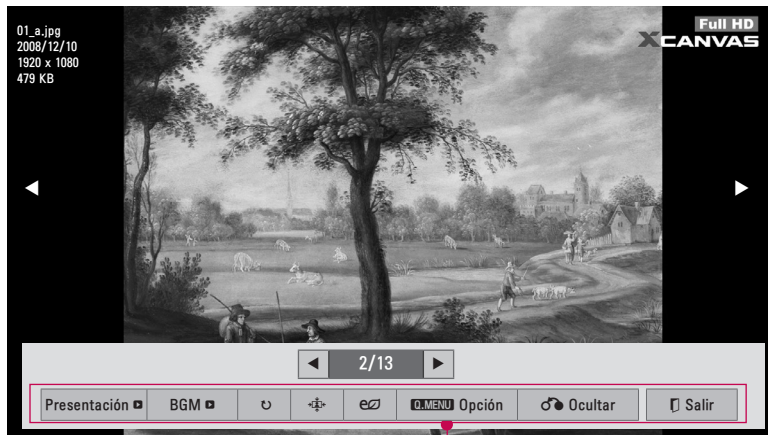 01_a.jpg
2008/12/10
1920 x 1080
479 KB
Full HD
XCANVAS
2/13
Presentación
BGM
Q.MENU Opción
Ocultar
Salir